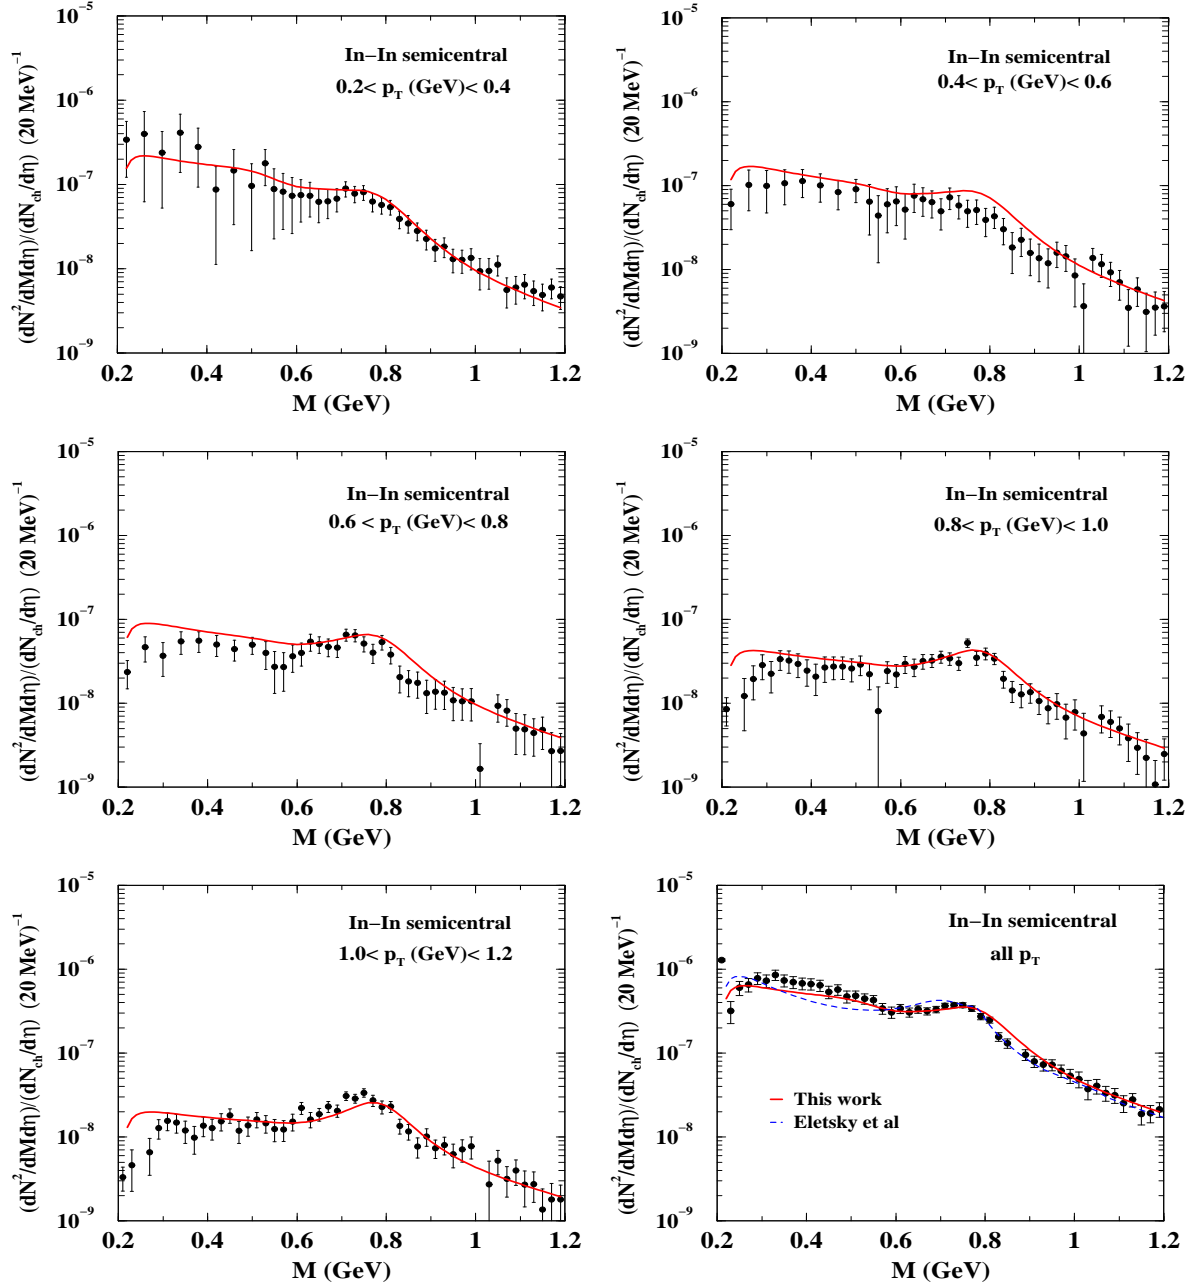 10⁻⁵
10⁻⁶
10⁻⁷
10⁻⁸
10⁻⁹
(dN²/dMdη)/(dN_ch/dη) (20 MeV)⁻¹
In−In semicentral
0.2< p_T (GeV)< 0.4
0.2 0.4 0.6 0.8 1 1.2
M (GeV)
10⁻⁵
10⁻⁶
10⁻⁷
10⁻⁸
10⁻⁹
(dN²/dMdη)/(dN_ch/dη) (20 MeV)⁻¹
In−In semicentral
0.4< p_T (GeV)< 0.6
0.2 0.4 0.6 0.8 1 1.2
M (GeV)
10⁻⁵
10⁻⁶
10⁻⁷
10⁻⁸
10⁻⁹
(dN²/dMdη)/(dN_ch/dη) (20 MeV)⁻¹
In−In semicentral
0.6 < p_T (GeV)< 0.8
0.2 0.4 0.6 0.8 1 1.2
M (GeV)
10⁻⁵
10⁻⁶
10⁻⁷
10⁻⁸
10⁻⁹
(dN²/dMdη)/(dN_ch/dη) (20 MeV)⁻¹
In−In semicentral
0.8< p_T (GeV)< 1.0
0.2 0.4 0.6 0.8 1 1.2
M (GeV)
10⁻⁵
10⁻⁶
10⁻⁷
10⁻⁸
10⁻⁹
(dN²/dMdη)/(dN_ch/dη) (20 MeV)⁻¹
In−In semicentral
1.0< p_T (GeV)< 1.2
0.2 0.4 0.6 0.8 1 1.2
M (GeV)
10⁻⁵
10⁻⁶
10⁻⁷
10⁻⁸
10⁻⁹
(dN²/dMdη)/(dN_ch/dη) (20 MeV)⁻¹
In−In semicentral
all p_T
This work
Eletsky et al
0.2 0.4 0.6 0.8 1 1.2
M (GeV)